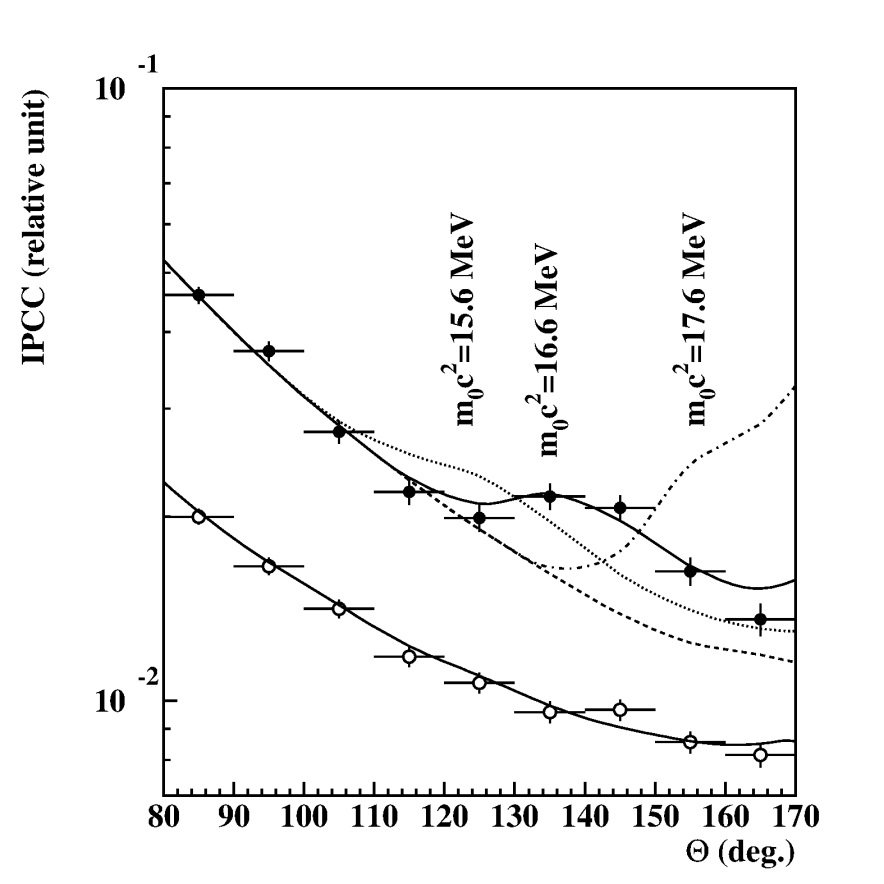 10⁻¹
IPCC (relative unit)
m₀c²=15.6 MeV
m₀c²=16.6 MeV
m₀c²=17.6 MeV
10⁻²
80 90 100 110 120 130 140 150 160 170
Θ (deg.)